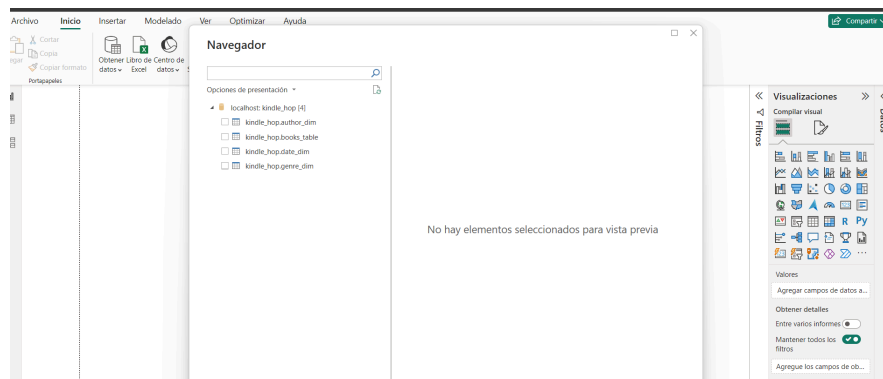 Archivo Inicio Insertar Modelado Ver Optimizar Ayuda
Compartir
Cortar
Copia
Copiar formato
Portapapeles
Obtener datos
Libro de Excel
Centro de datos
Navegador
Opciones de presentación
localhost: kindle_hop [4]
kindle_hop.author_dim
kindle_hop.books_table
kindle_hop.date_dim
kindle_hop.genre_dim
No hay elementos seleccionados para vista previa
Filtros
Visualizaciones
Compilar visual
R Py
Valores
Agregar campos de datos a...
Obtener detalles
Entre varios informes
Mantener todos los
filtros
Agregue los campos de ob...